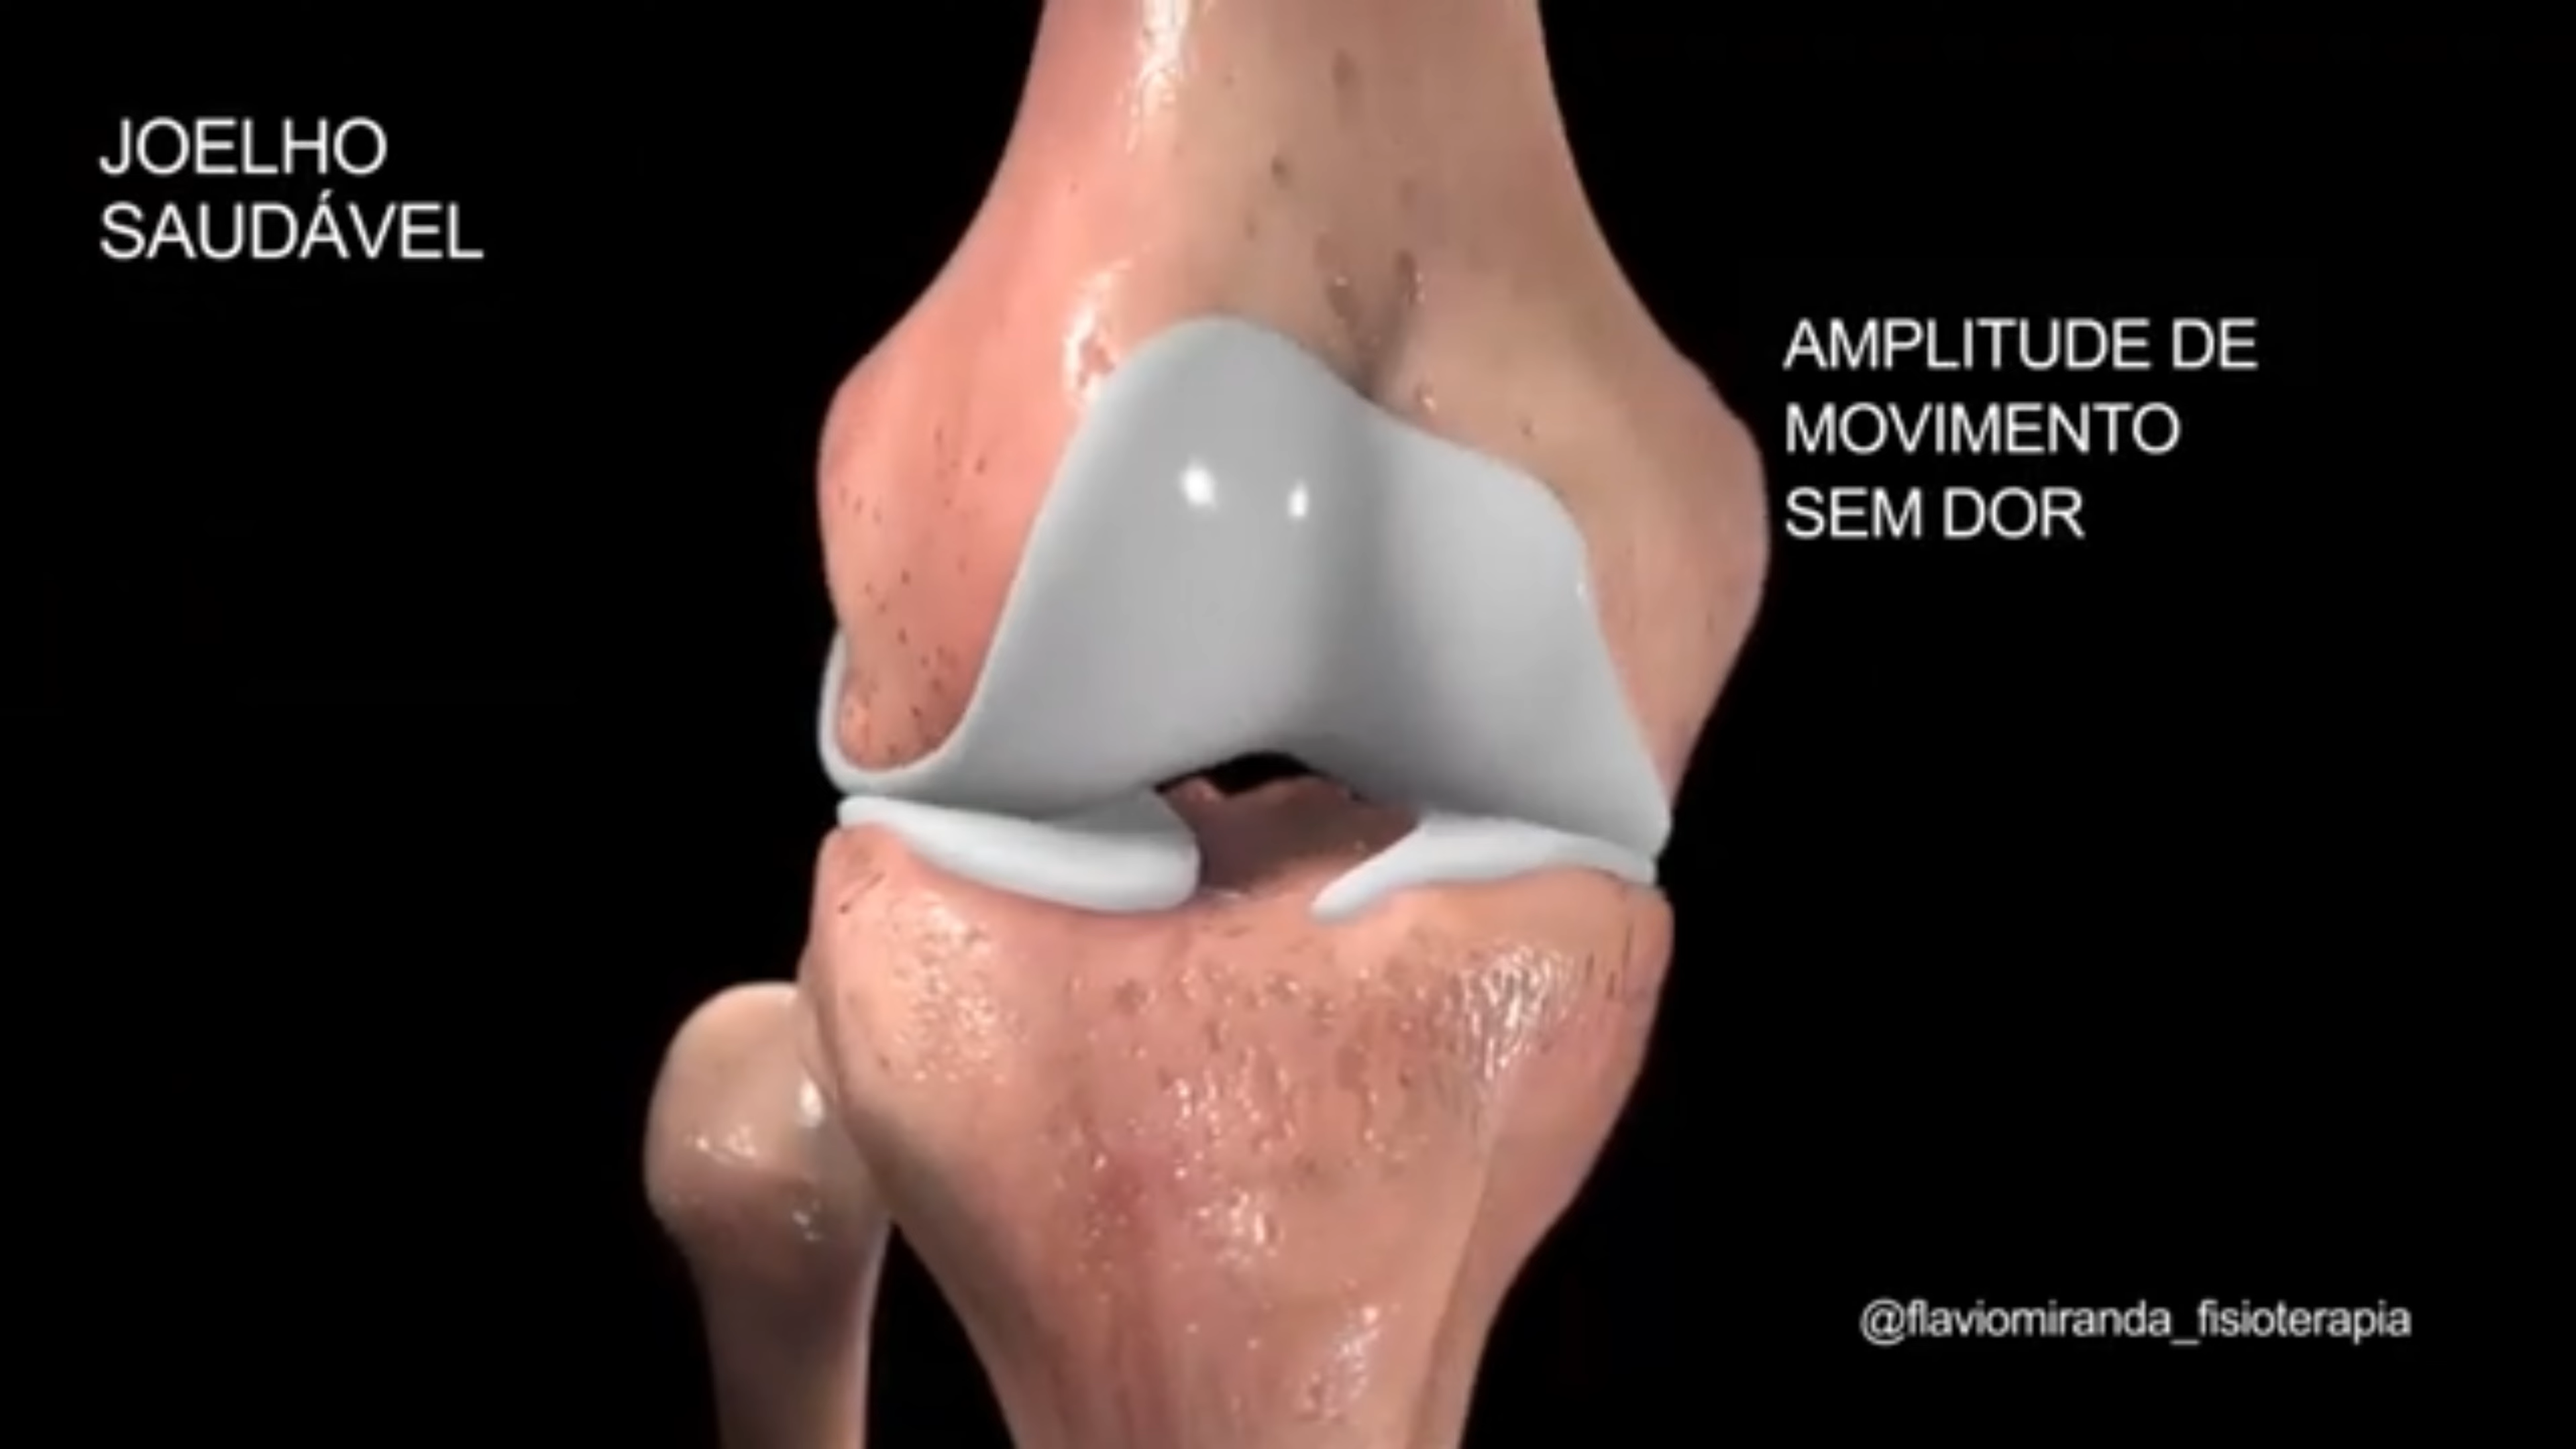 JOELHO
SAUDÁVEL
AMPLITUDE DE
MOVIMENTO
SEM DOR
@flaviomiranda_fisioterapia